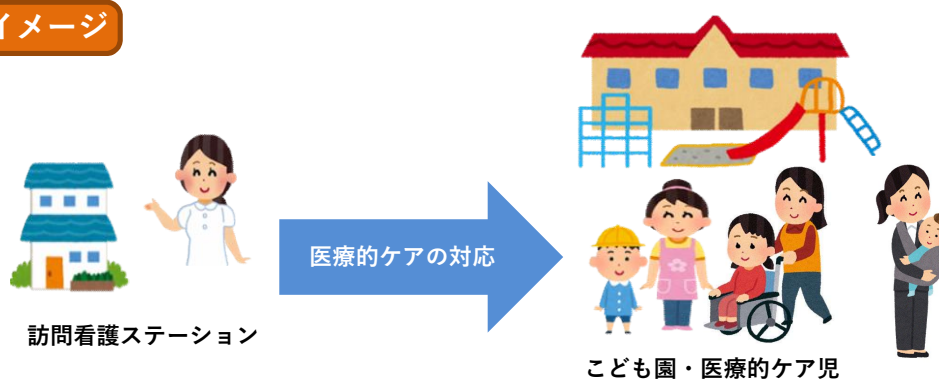 イメージ
医療的ケアの対応
訪問看護ステーション
こども園・医療的ケア児